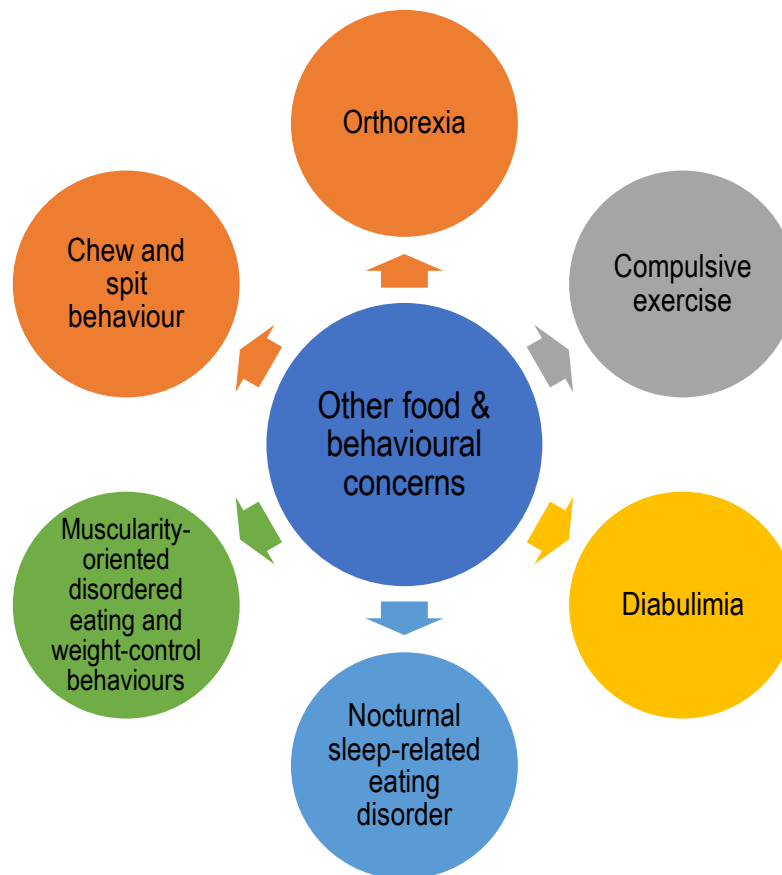 Orthorexia
Chew and
spit
behaviour
Compulsive
exercise
Other food &
behavioural
concerns
Muscularity-
oriented
disordered
eating and
weight-control
behaviours
Diabulimia
Nocturnal
sleep-related
eating
disorder